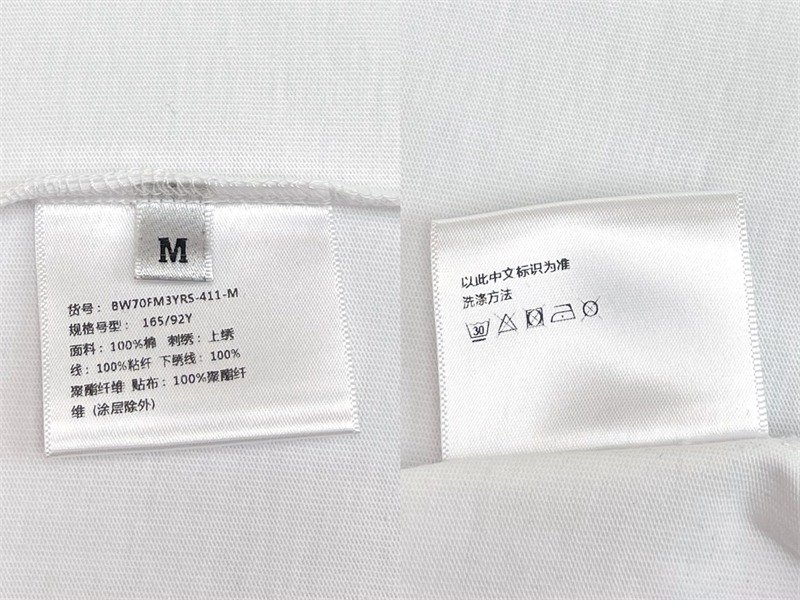 M
货号： BW70FM3YRS-411-M
规格号型： 165/92Y
面料：100%棉 刺绣：上绣
线：100%粘纤 下绣线：100%
聚酯纤维 贴布：100%聚酯纤
维 (涂层除外)
以此中文标识为准
洗涤方法
30